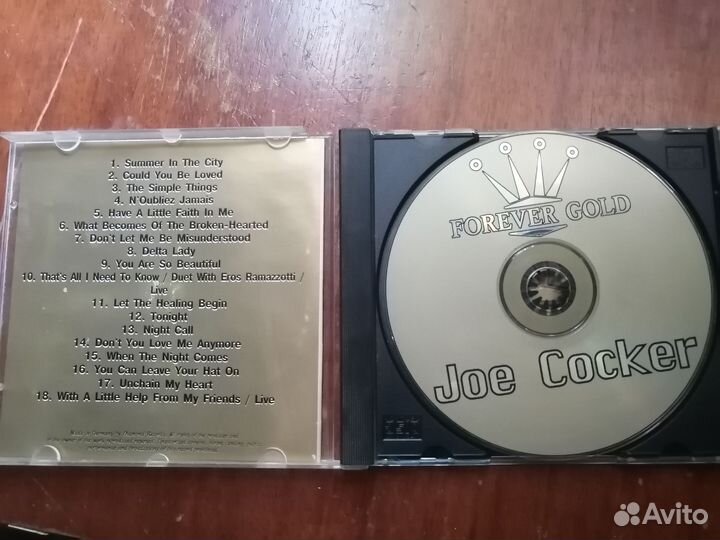 1. Summer In The City
2. Could You Be Loved
3. The Simple Things
4. N'Oubliez Jamais
5. Have A Little Faith In Me
6. What Becomes Of The Broken-Hearted
7. Don't Let Me Be Misunderstood
8. Delta Lady
9. You Are So Beautiful
10. That's All I Need To Know / Duet With Eros Ramazzotti /
Live
11. Let The Healing Begin
12. Tonight
13. Night Call
14. Don't You Love Me Anymore
15. When The Night Comes
16. You Can Leave Your Hat On
17. Unchain My Heart
18. With A Little Help From My Friends / Live
FOREVER GOLD
Joe Cocker
Avito